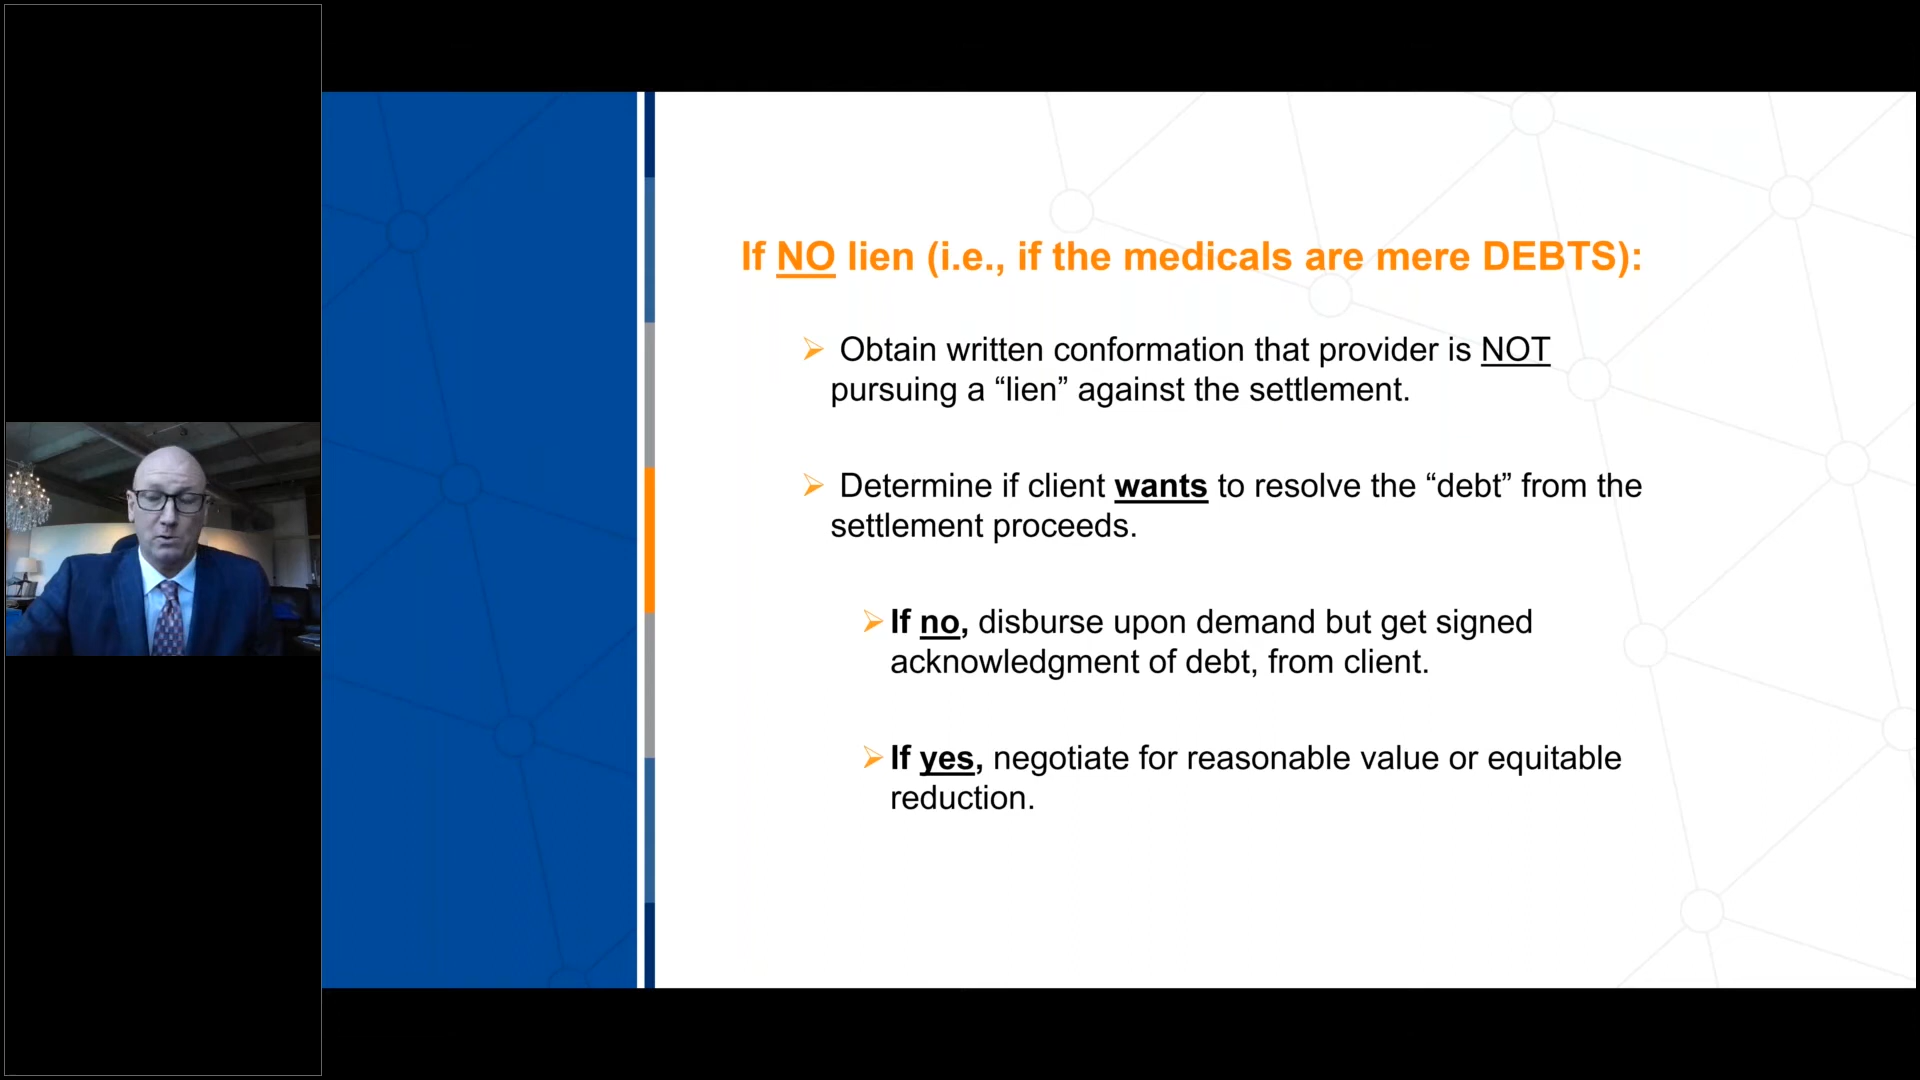 If NO lien (i.e., if the medicals are mere DEBTS):
➢ Obtain written conformation that provider is NOT
pursuing a “lien” against the settlement.
➢ Determine if client wants to resolve the “debt” from the
settlement proceeds.
➢ If no, disburse upon demand but get signed
acknowledgment of debt, from client.
➢ If yes, negotiate for reasonable value or equitable
reduction.